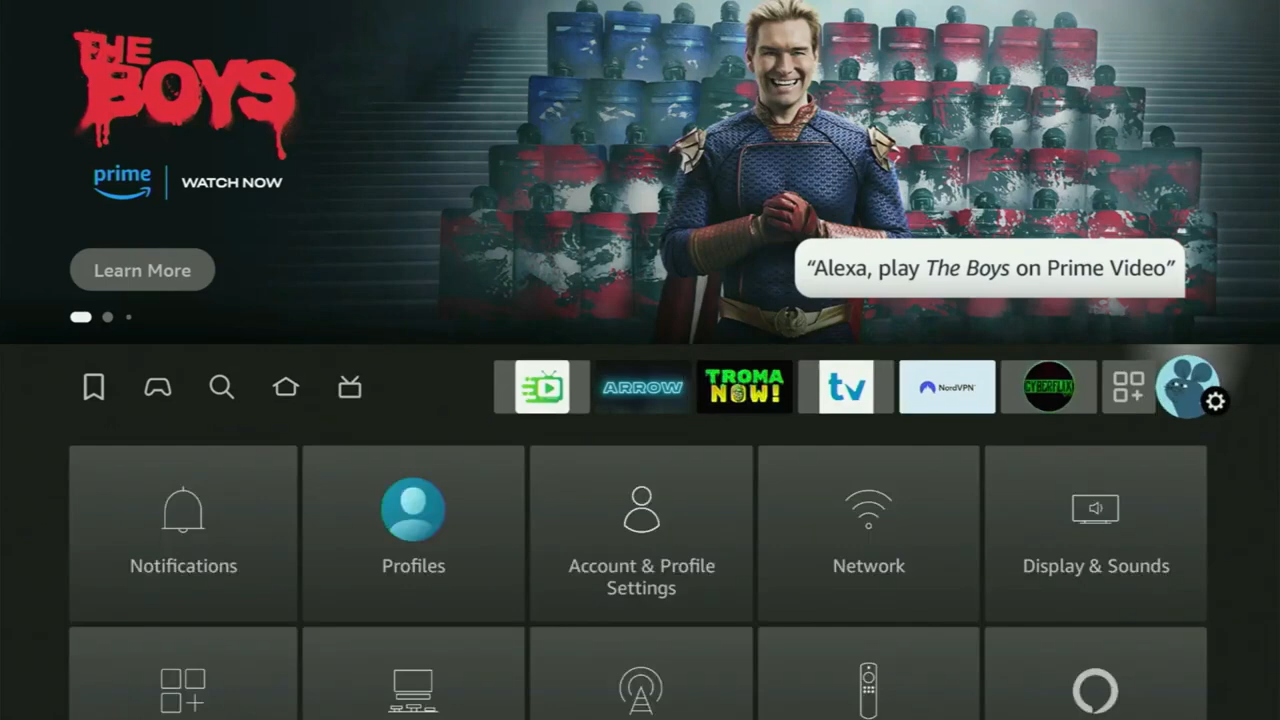 THE
BOYS
prime
WATCH NOW
Learn More
“Alexa, play The Boys on Prime Video”
ARROW
TROMA
NOW!
tv
NordVPN
CYBERFLIX
Notifications
Profiles
Account & Profile
Settings
Network
Display & Sounds